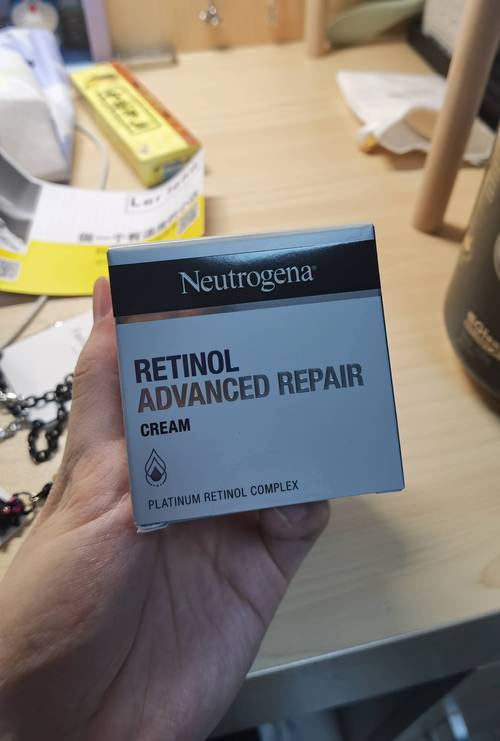 Neutrogena®
RETINOL
ADVANCED REPAIR
CREAM
PLATINUM RETINOL COMPLEX